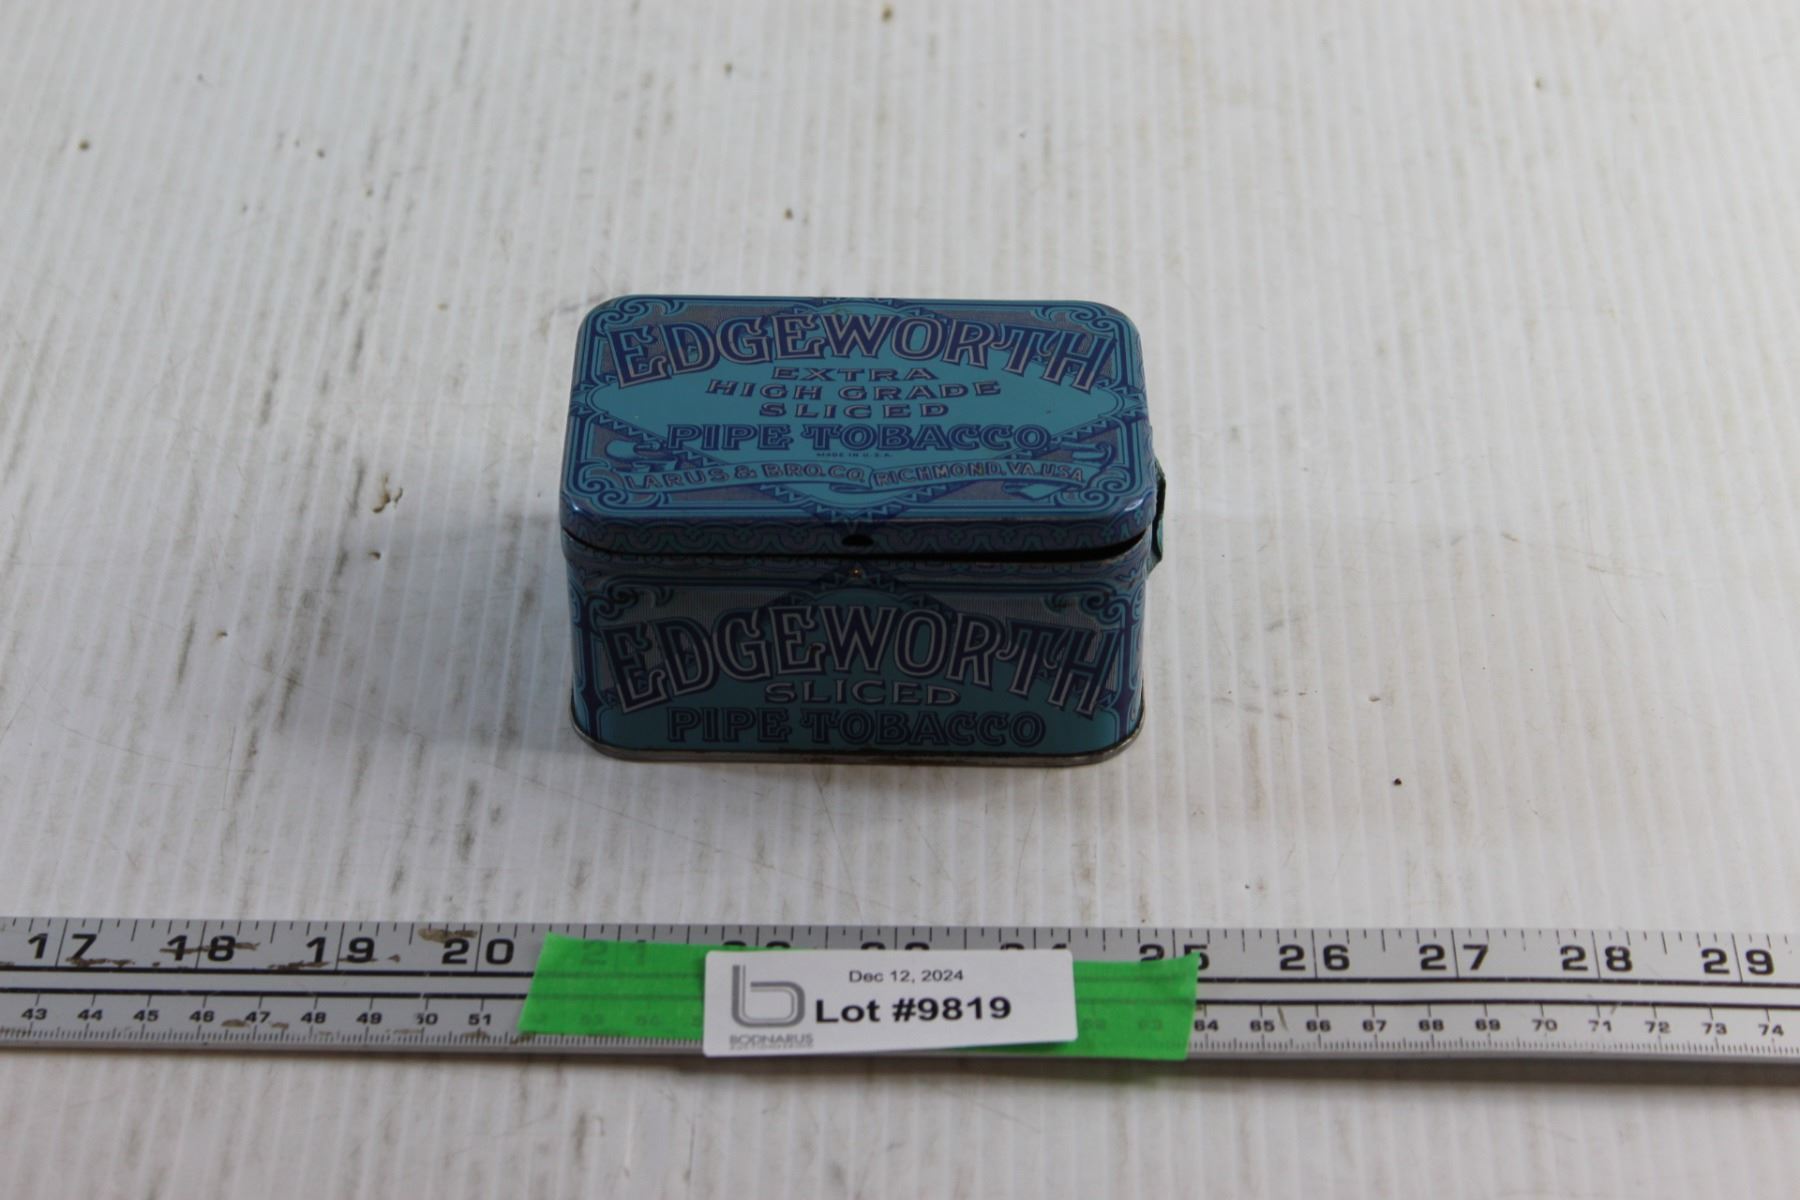 EDGEWORTH
EXTRA
HIGH GRADE
SLICED
PIPE TOBACCO
MADE IN U.S.A.
LARUS & BRO. CO. RICHMOND, VA. U.S.A.
EDGEWORTH
SLICED
PIPE TOBACCO
17 18 19 20 21 25 26 27 28 29
Dec 12, 2024
Lot #9819
BODNARUS
43 44 45 46 47 48 49 50 51 63 64 65 66 67 68 69 70 71 72 73 74